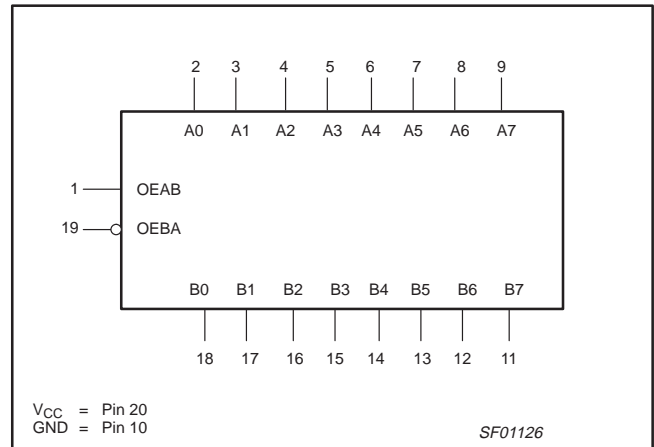 2 3 4 5 6 7 8 9
A0 A1 A2 A3 A4 A5 A6 A7
1 OEAB
19 OEBA
B0 B1 B2 B3 B4 B5 B6 B7
18 17 16 15 14 13 12 11
VCC = Pin 20
GND = Pin 10
SF01126